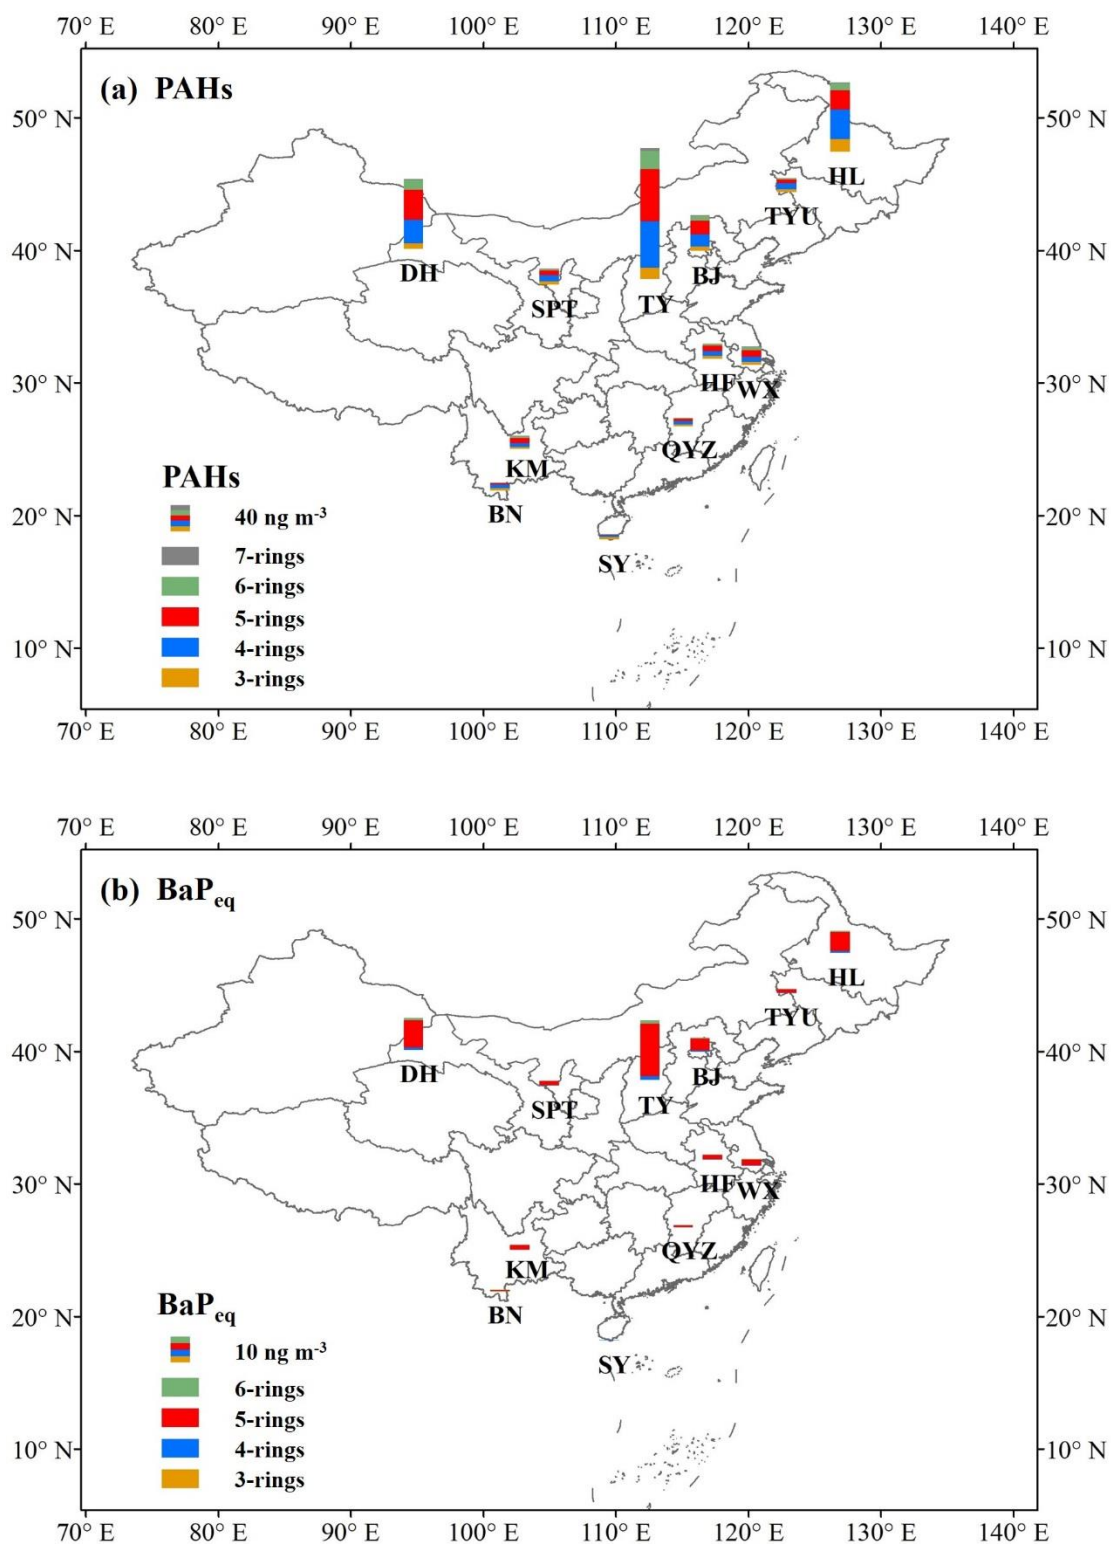 70° E 80° E 90° E 100° E 110° E 120° E 130° E 140° E
(a) PAHs
50° N 50° N
HL
TYU
40° N 40° N
DH BJ
SPT TY
30° N 30° N
HF WX
QYZ
KM
PAHs
BN
40 ng m⁻³
20° N 20° N
SY
7-rings
6-rings
5-rings
10° N 10° N
4-rings
3-rings
70° E 80° E 90° E 100° E 110° E 120° E 130° E 140° E
70° E 80° E 90° E 100° E 110° E 120° E 130° E 140° E
(b) BaPeq
50° N 50° N
HL
TYU
40° N 40° N
DH BJ
SPT TY
30° N 30° N
HF WX
QYZ
KM
BaPeq
BN
20° N 20° N
10 ng m⁻³
SY
6-rings
5-rings
10° N 10° N
4-rings
3-rings
70° E 80° E 90° E 100° E 110° E 120° E 130° E 140° E